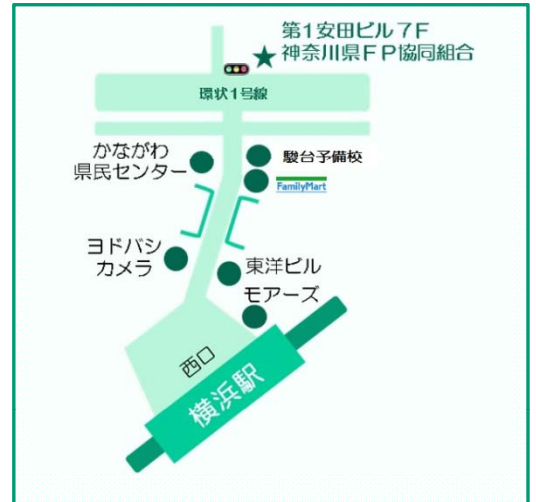 第1安田ビル7F
神奈川県FP協同組合
環状1号線
かながわ
県民センター
駿台予備校
FamilyMart
ヨドバシ
カメラ
東洋ビル
モアーズ
西口
横浜駅